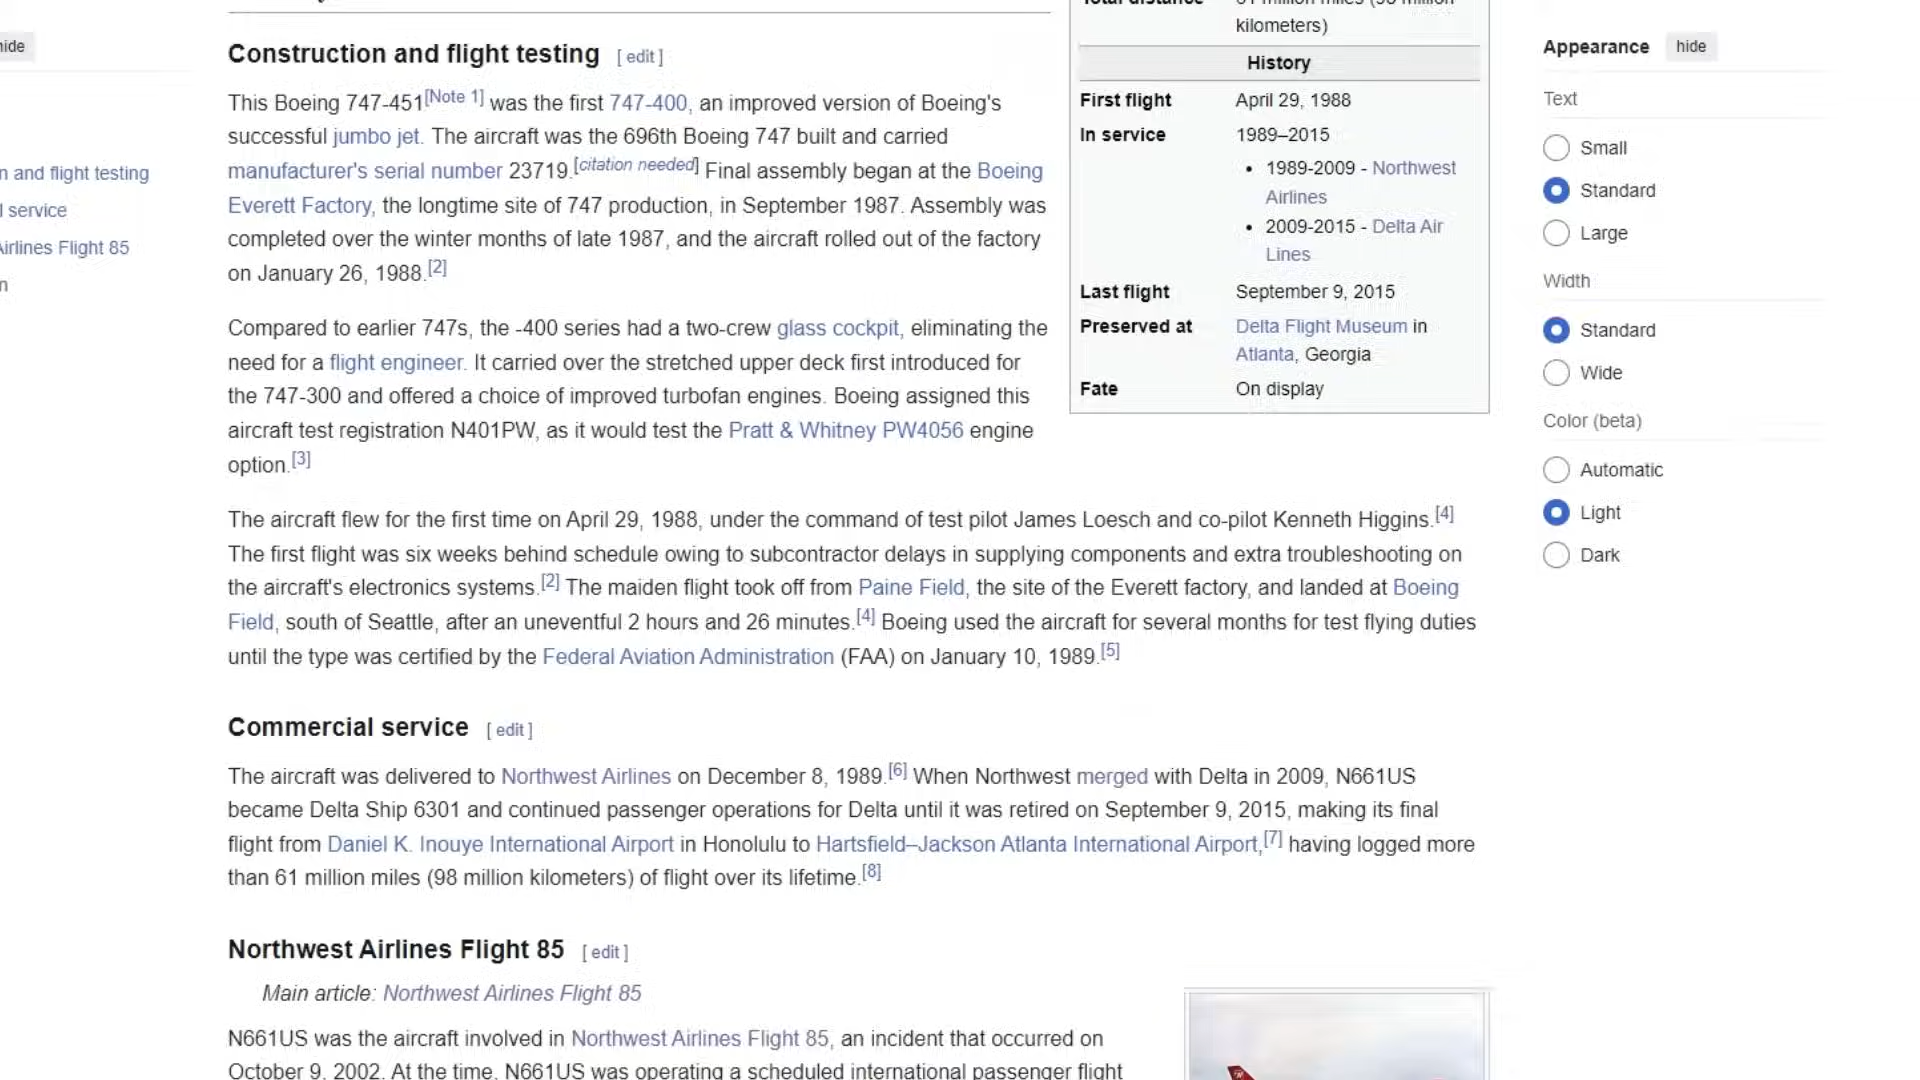 hide
n and flight testing
l service
Airlines Flight 85
n
Construction and flight testing [ edit ]
This Boeing 747-451[Note 1] was the first 747-400, an improved version of Boeing's
successful jumbo jet. The aircraft was the 696th Boeing 747 built and carried
manufacturer's serial number 23719.[citation needed] Final assembly began at the Boeing
Everett Factory, the longtime site of 747 production, in September 1987. Assembly was
completed over the winter months of late 1987, and the aircraft rolled out of the factory
on January 26, 1988.[2]
Compared to earlier 747s, the -400 series had a two-crew glass cockpit, eliminating the
need for a flight engineer. It carried over the stretched upper deck first introduced for
the 747-300 and offered a choice of improved turbofan engines. Boeing assigned this
aircraft test registration N401PW, as it would test the Pratt & Whitney PW4056 engine
option.[3]
The aircraft flew for the first time on April 29, 1988, under the command of test pilot James Loesch and co-pilot Kenneth Higgins.[4]
The first flight was six weeks behind schedule owing to subcontractor delays in supplying components and extra troubleshooting on
the aircraft's electronics systems.[2] The maiden flight took off from Paine Field, the site of the Everett factory, and landed at Boeing
Field, south of Seattle, after an uneventful 2 hours and 26 minutes.[4] Boeing used the aircraft for several months for test flying duties
until the type was certified by the Federal Aviation Administration (FAA) on January 10, 1989.[5]
Commercial service [ edit ]
The aircraft was delivered to Northwest Airlines on December 8, 1989.[6] When Northwest merged with Delta in 2009, N661US
became Delta Ship 6301 and continued passenger operations for Delta until it was retired on September 9, 2015, making its final
flight from Daniel K. Inouye International Airport in Honolulu to Hartsfield–Jackson Atlanta International Airport,[7] having logged more
than 61 million miles (98 million kilometers) of flight over its lifetime.[8]
Northwest Airlines Flight 85 [ edit ]
Main article: Northwest Airlines Flight 85
N661US was the aircraft involved in Northwest Airlines Flight 85, an incident that occurred on
October 9, 2002. At the time, N661US was operating a scheduled international passenger flight
Total distance 61 million miles (98 million
kilometers)
History
First flight April 29, 1988
In service 1989–2015
• 1989-2009 - Northwest
Airlines
• 2009-2015 - Delta Air
Lines
Last flight September 9, 2015
Preserved at Delta Flight Museum in
Atlanta, Georgia
Fate On display
Appearance hide
Text
Small
Standard
Large
Width
Standard
Wide
Color (beta)
Automatic
Light
Dark